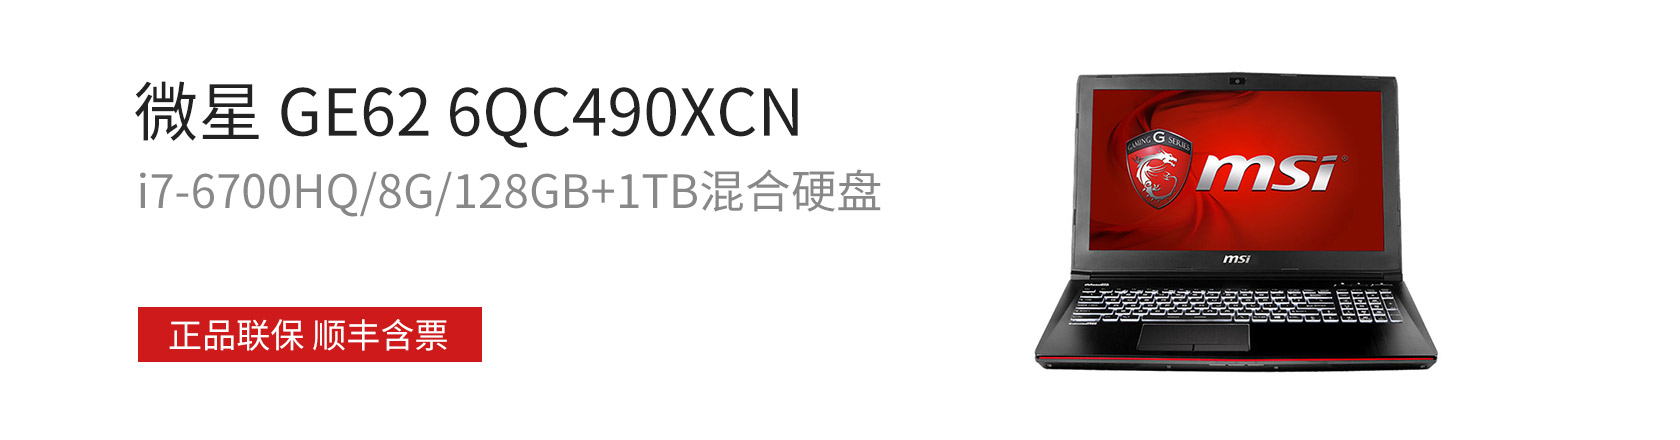 微星 GE62 6QC490XCN
i7-6700HQ/8G/128GB+1TB混合硬盘
正品联保 顺丰含票
GAMING G SERIES
msi
msi